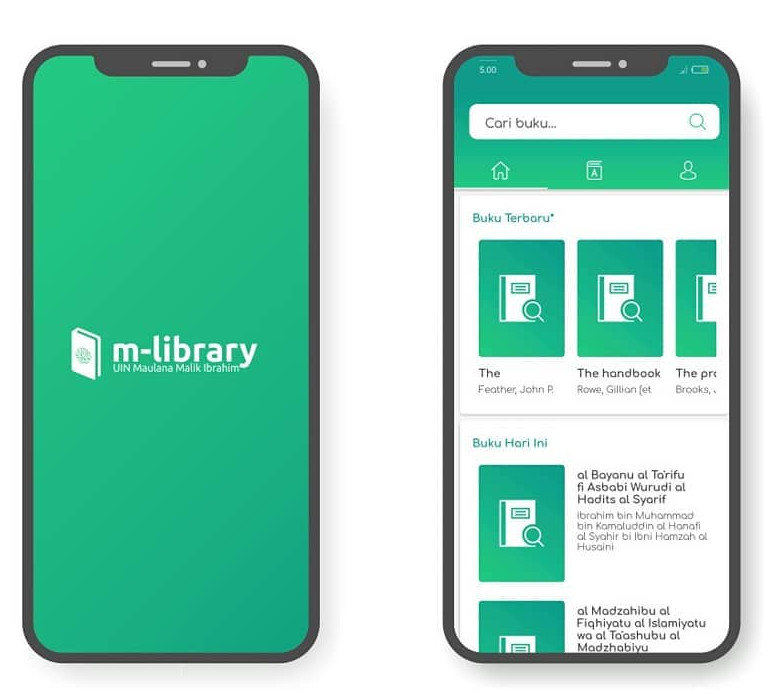 m-library
UIN Maulana Malik Ibrahim
5.00
Cari buku...
A
Buku Terbaru*
The
Feather, John P.
The handbook
Rowe, Gillian [et
The pro
Brooks,
Buku Hari Ini
al Bayanu al Ta'rifu
fi Asbabi Wurudi al
Hadits al Syarif
Ibrahim bin Muhammad
bin Kamaluddin al Hanafi
al Syahir bi Ibni Hamzah al
Husaini
al Madzahibu al
Fiqhiyatu al Islamiyatu
wa al Ta'ashubu al
Madzhabiyu